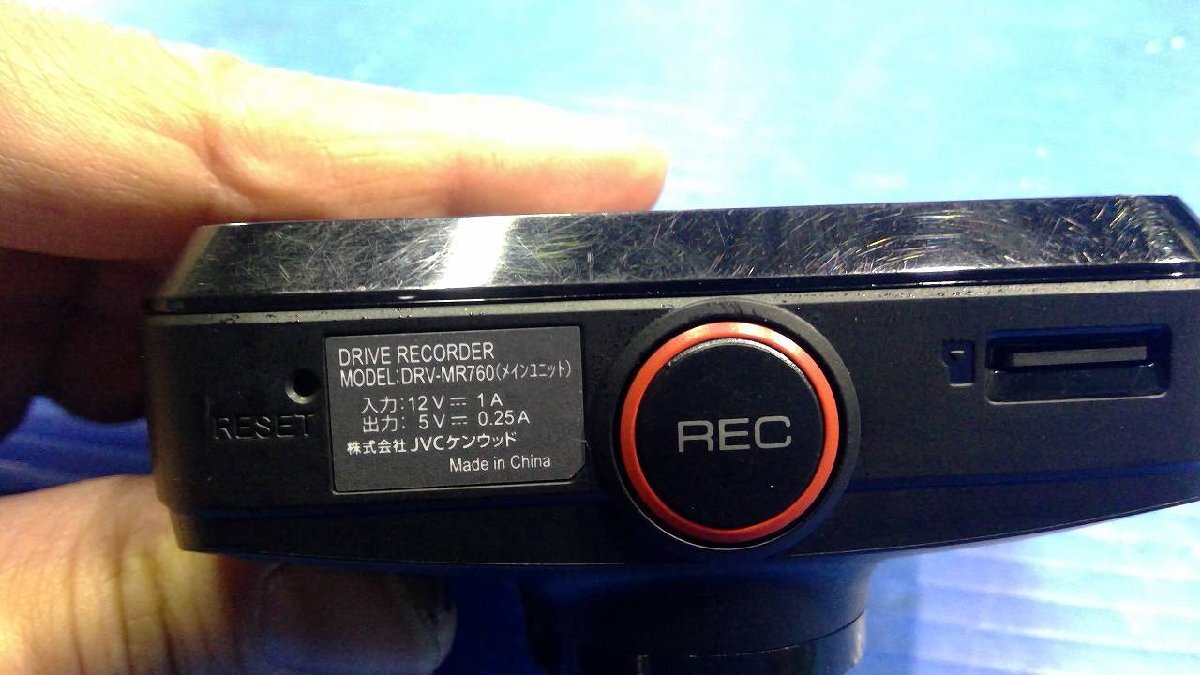 RESET
DRIVE RECORDER
MODEL:DRV-MR760(メインユニット)
入力:12V⎓ 1A
出力: 5V⎓ 0.25A
株式会社 JVCケンウッド
Made in China
REC